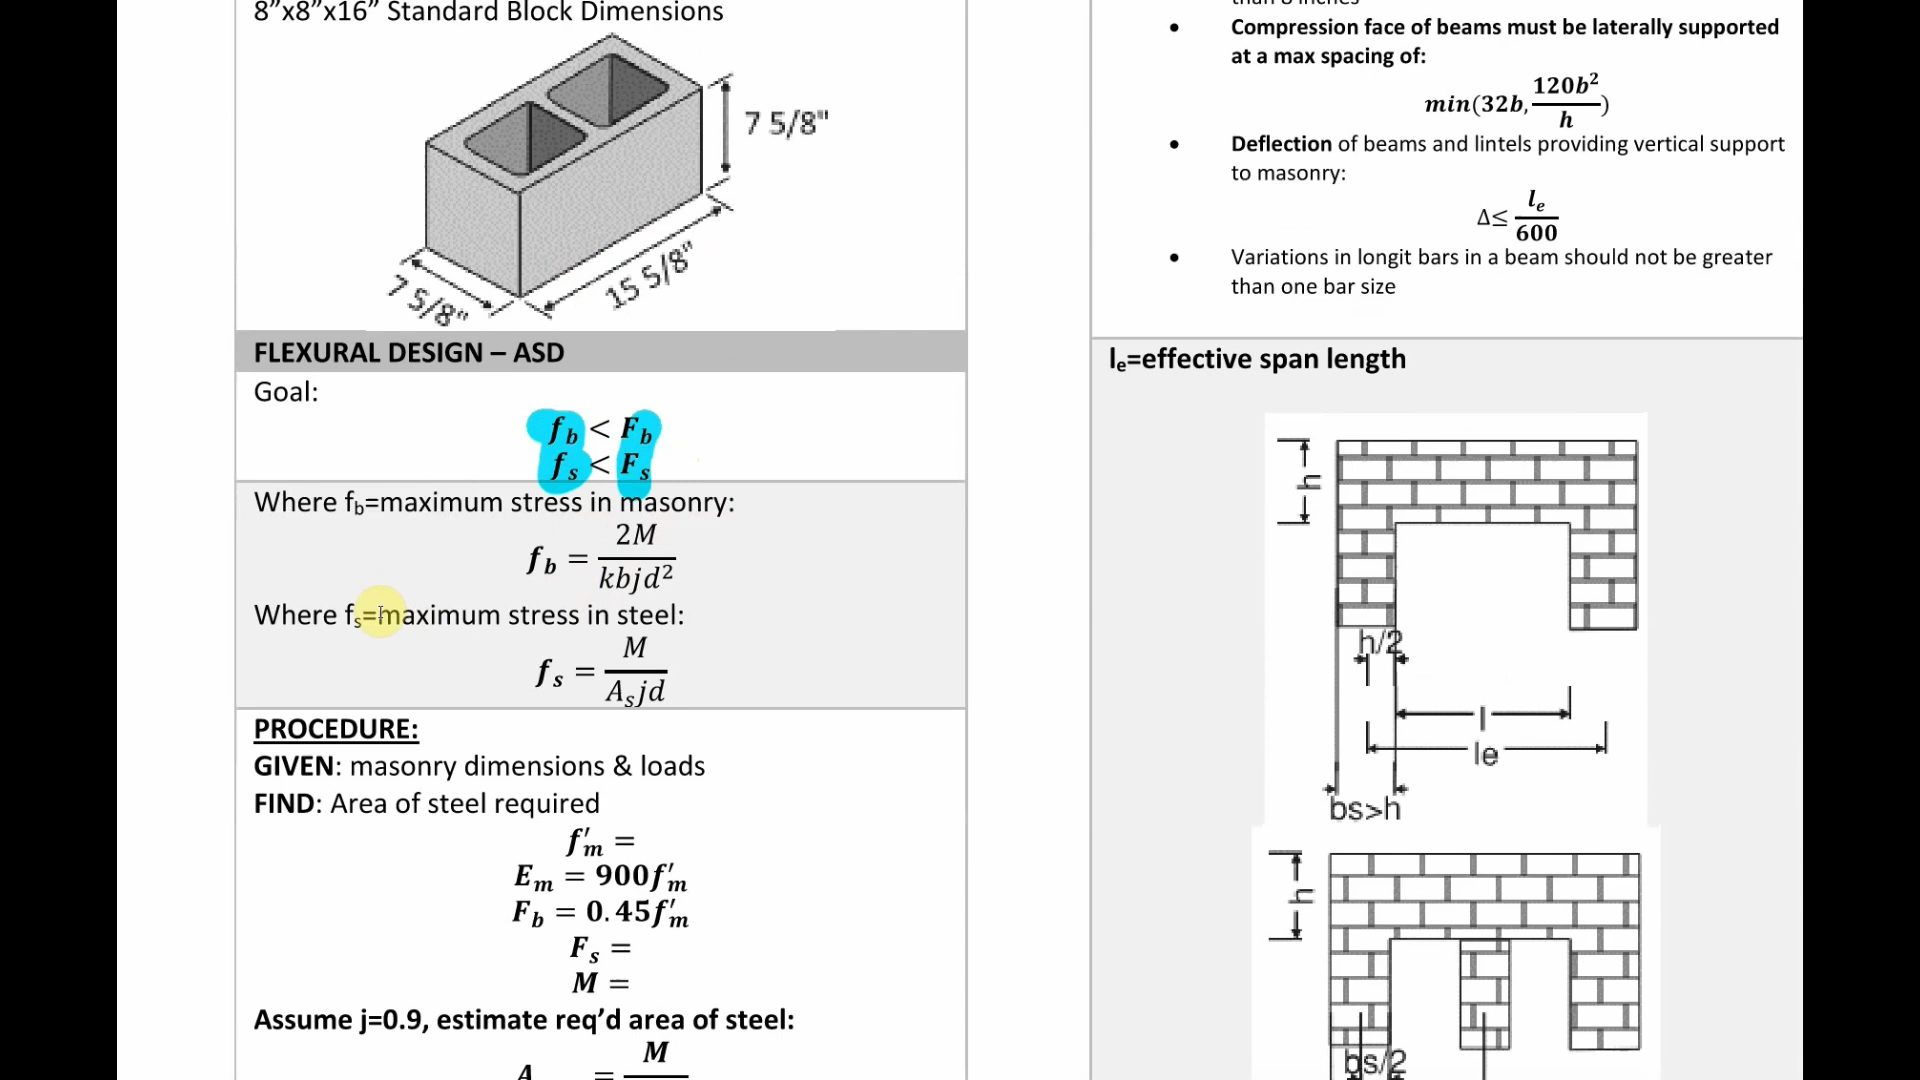 8”x8”x16” Standard Block Dimensions
7 5/8"
7 5/8"
15 5/8"
FLEXURAL DESIGN – ASD
Goal:
f_b < F_b
f_s < F_s
Where f_b=maximum stress in masonry:
f_b = 2M / kbjd²
Where f_s=maximum stress in steel:
f_s = M / A_sjd
PROCEDURE:
GIVEN: masonry dimensions & loads
FIND: Area of steel required
f'_m =
E_m = 900f'_m
F_b = 0.45f'_m
F_s =
M =
Assume j=0.9, estimate req’d area of steel:
M
A =
• Compression face of beams must be laterally supported
at a max spacing of:
min(32b, 120b² / h)
• Deflection of beams and lintels providing vertical support
to masonry:
Δ≤ l_e / 600
• Variations in longit bars in a beam should not be greater
than one bar size
l_e=effective span length
h
h/2
l
le
bs>h
h
bs/2